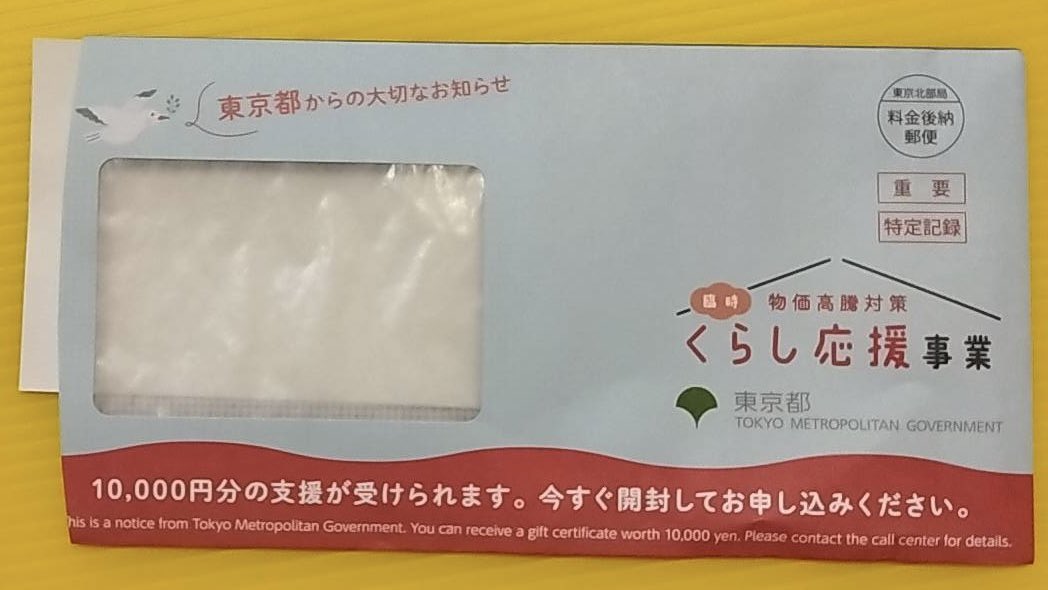 東京都からの大切なお知らせ
東京北部局
料金後納
郵便
重要
特定記録
臨時 物価高騰対策
くらし応援事業
東京都
TOKYO METROPOLITAN GOVERNMENT
10,000円分の支援が受けられます。今すぐ開封してお申し込みください。
his is a notice from Tokyo Metropolitan Government. You can receive a gift certificate worth 10,000 yen. Please contact the call center for details.